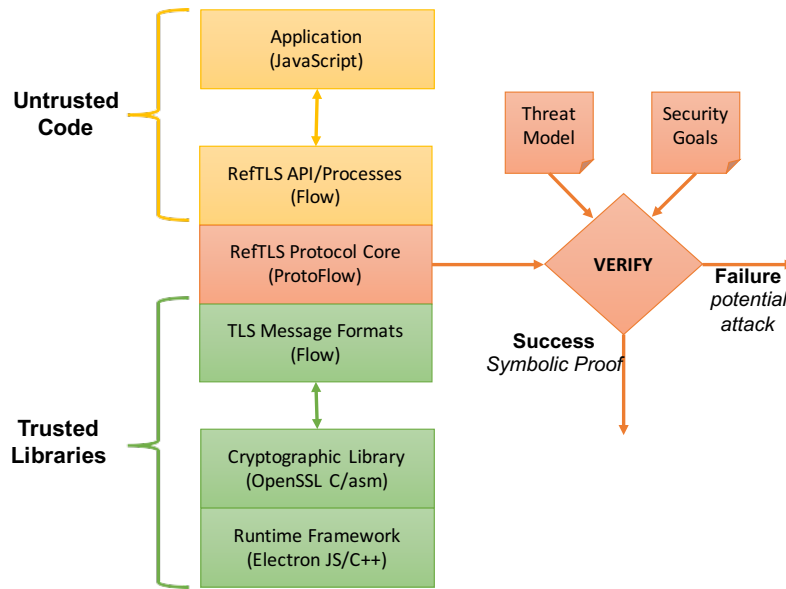 Application
(JavaScript)
Untrusted
Code
RefTLS API/Processes
(Flow)
RefTLS Protocol Core
(ProtoFlow)
TLS Message Formats
(Flow)
Trusted
Libraries
Cryptographic Library
(OpenSSL C/asm)
Runtime Framework
(Electron JS/C++)
Threat
Model
Security
Goals
VERIFY
Failure
potential
attack
Success
Symbolic Proof